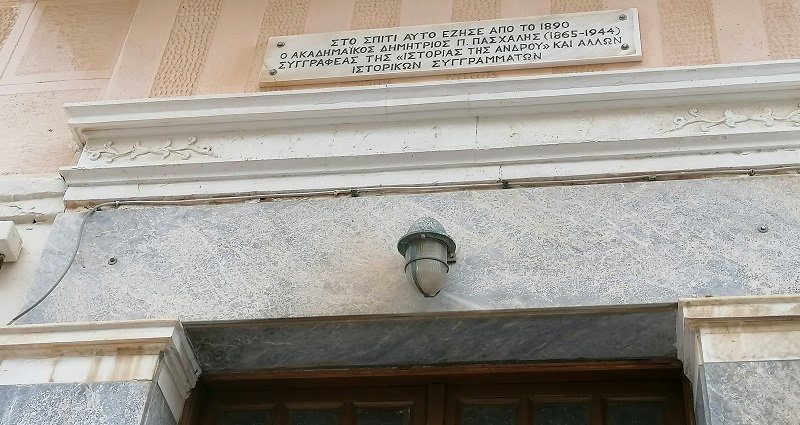 ΣΤΟ ΣΠΙΤΙ ΑΥΤΟ ΕΖΗΣΕ ΑΠΟ ΤΟ 1890
Ο ΑΚΑΔΗΜΑΪΚΟΣ ΔΗΜΗΤΡΙΟΣ Π. ΠΑΣΧΑΛΗΣ (1865-1944)
ΣΥΓΓΡΑΦΕΑΣ ΤΗΣ «ΙΣΤΟΡΙΑΣ ΤΗΣ ΑΝΔΡΟΥ» ΚΑΙ ΑΛΛΩΝ
ΙΣΤΟΡΙΚΩΝ ΣΥΓΓΡΑΜΜΑΤΩΝ